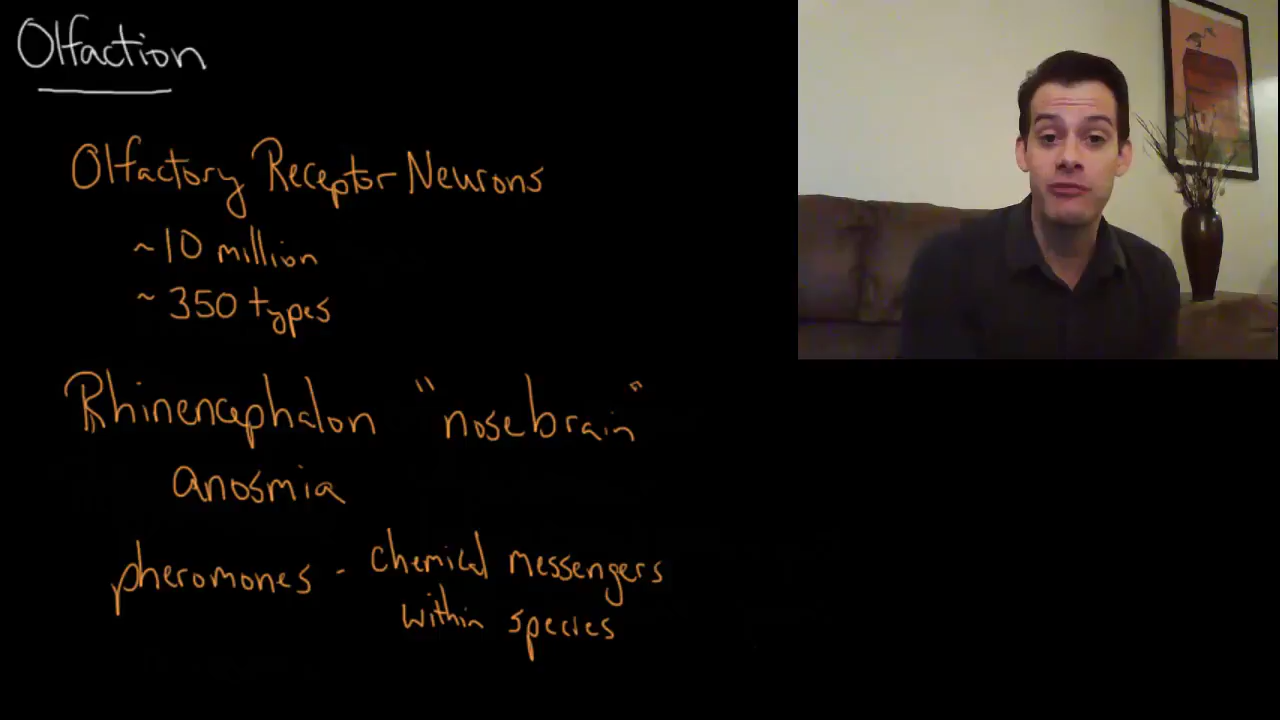 Olfaction
Olfactory Receptor Neurons
~10 million
~ 350 types
Rhinencephalon "nosebrain"
anosmia
pheromones - chemical messengers
within species